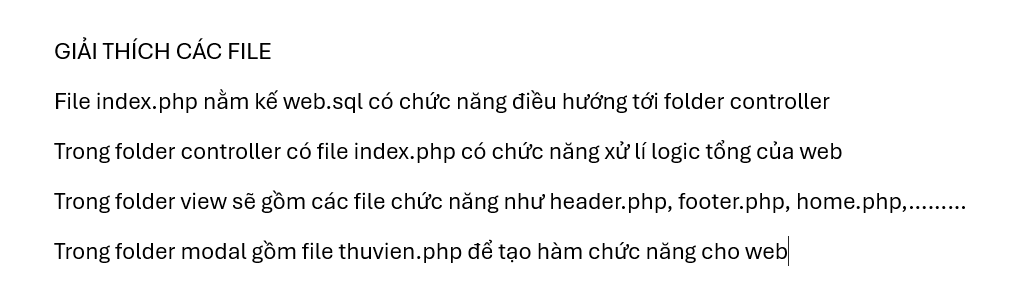 GIẢI THÍCH CÁC FILE
File index.php nằm kế web.sql có chức năng điều hướng tới folder controller
Trong folder controller có file index.php có chức năng xử lí logic tổng của web
Trong folder view sẽ gồm các file chức năng như header.php, footer.php, home.php,.........
Trong folder modal gồm file thuvien.php để tạo hàm chức năng cho web